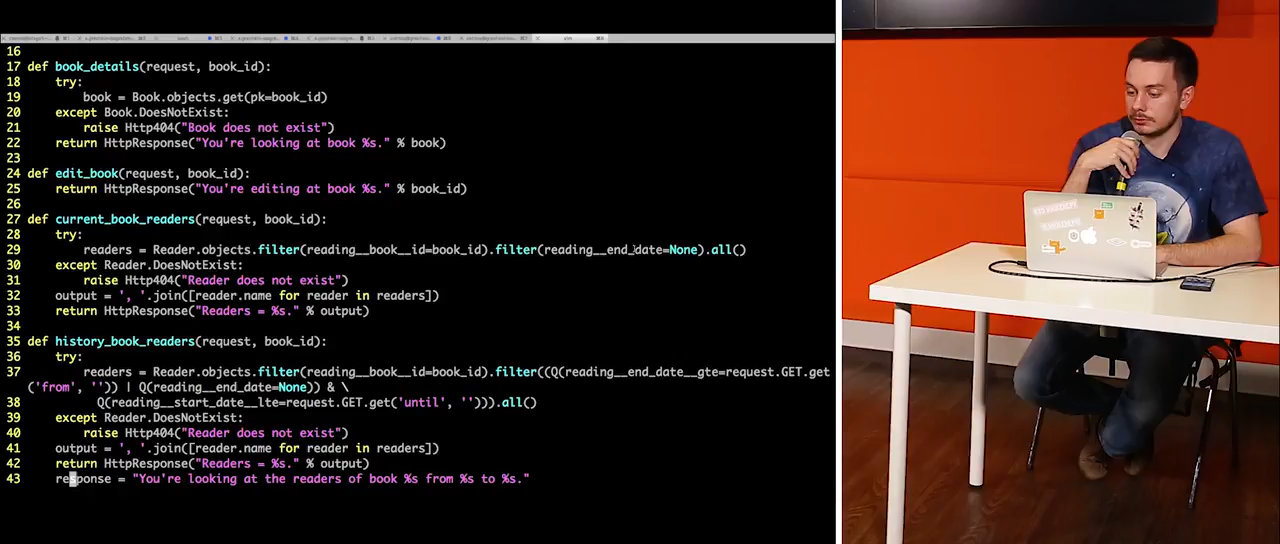 16
17 def book_details(request, book_id):
18 try:
19 book = Book.objects.get(pk=book_id)
20 except Book.DoesNotExist:
21 raise Http404("Book does not exist")
22 return HttpResponse("You're looking at book %s." % book)
23
24 def edit_book(request, book_id):
25 return HttpResponse("You're editing at book %s." % book_id)
26
27 def current_book_readers(request, book_id):
28 try:
29 readers = Reader.objects.filter(reading__book_id=book_id).filter(reading__end_date=None).all()
30 except Reader.DoesNotExist:
31 raise Http404("Reader does not exist")
32 output = ', '.join([reader.name for reader in readers])
33 return HttpResponse("Readers = %s." % output)
34
35 def history_book_readers(request, book_id):
36 try:
37 readers = Reader.objects.filter(reading__book__id=book_id).filter((Q(reading__end_date__gte=request.GET.get
('from', '')) | Q(reading__end_date=None)) & \
38 Q(reading__start_date__lte=request.GET.get('until', ''))).all()
39 except Reader.DoesNotExist:
40 raise Http404("Reader does not exist")
41 output = ', '.join([reader.name for reader in readers])
42 return HttpResponse("Readers = %s." % output)
43 response = "You're looking at the readers of book %s from %s to %s."